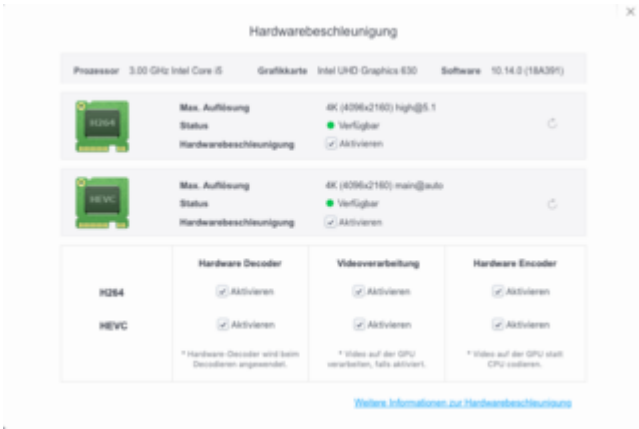 Hardwarebeschleunigung
Prozessor 3.00 GHz Intel Core i5 Grafikkarte Intel UHD Graphics 630 Software 10.14.0 (18A391)
H264
Max. Auflösung 4K (4096x2160) high@5.1
Status Verfügbar
Hardwarebeschleunigung Aktivieren
HEVC
Max. Auflösung 4K (4096x2160) main@auto
Status Verfügbar
Hardwarebeschleunigung Aktivieren
Hardware Decoder Videoverarbeitung Hardware Encoder
H264 Aktivieren Aktivieren Aktivieren
HEVC Aktivieren Aktivieren Aktivieren
* Hardware-Decoder wird beim * Video auf der GPU * Video auf der GPU statt
Decodieren angewendet. verarbeiten, falls aktiviert. CPU codieren.
Weitere Informationen zur Hardwarebeschleunigung